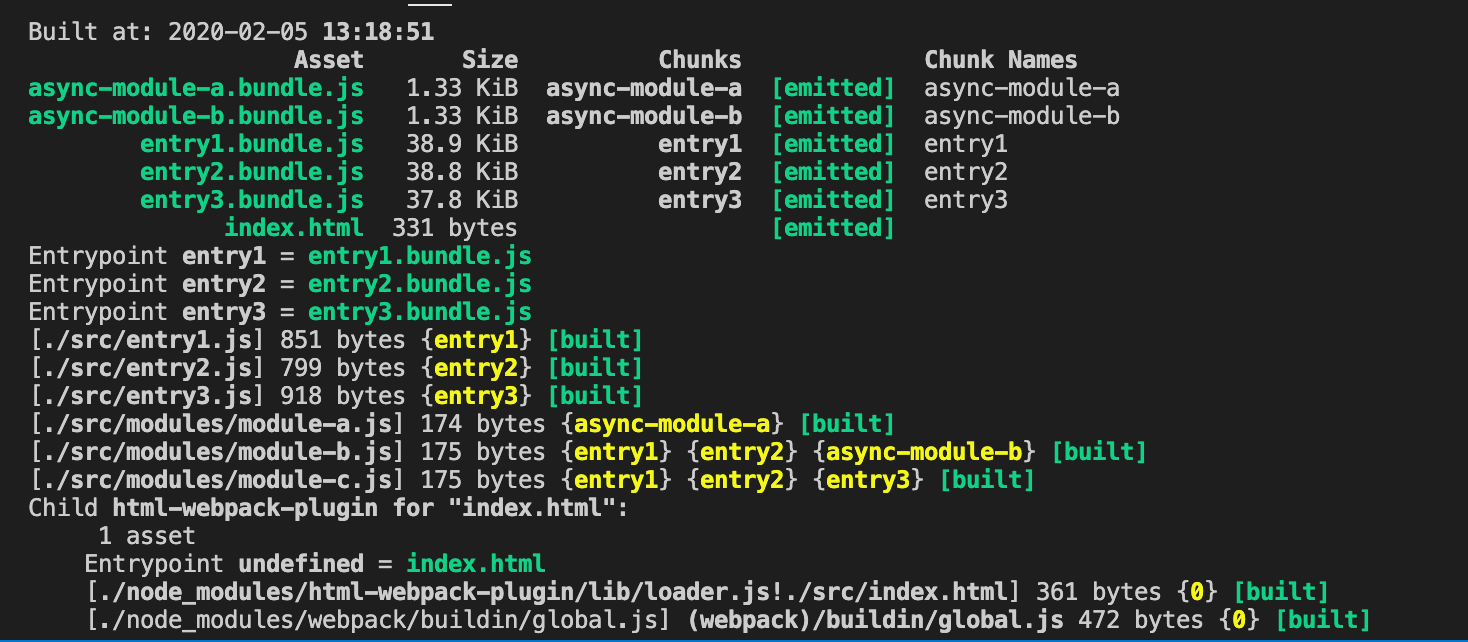 Built at: 2020-02-05 13:18:51
Asset Size Chunks Chunk Names
async-module-a.bundle.js 1.33 KiB async-module-a [emitted] async-module-a
async-module-b.bundle.js 1.33 KiB async-module-b [emitted] async-module-b
entry1.bundle.js 38.9 KiB entry1 [emitted] entry1
entry2.bundle.js 38.8 KiB entry2 [emitted] entry2
entry3.bundle.js 37.8 KiB entry3 [emitted] entry3
index.html 331 bytes [emitted]
Entrypoint entry1 = entry1.bundle.js
Entrypoint entry2 = entry2.bundle.js
Entrypoint entry3 = entry3.bundle.js
[./src/entry1.js] 851 bytes {entry1} [built]
[./src/entry2.js] 799 bytes {entry2} [built]
[./src/entry3.js] 918 bytes {entry3} [built]
[./src/modules/module-a.js] 174 bytes {async-module-a} [built]
[./src/modules/module-b.js] 175 bytes {entry1} {entry2} {async-module-b} [built]
[./src/modules/module-c.js] 175 bytes {entry1} {entry2} {entry3} [built]
Child html-webpack-plugin for "index.html":
1 asset
Entrypoint undefined = index.html
[./node_modules/html-webpack-plugin/lib/loader.js!./src/index.html] 361 bytes {0} [built]
[./node_modules/webpack/buildin/global.js] (webpack)/buildin/global.js 472 bytes {0} [built]